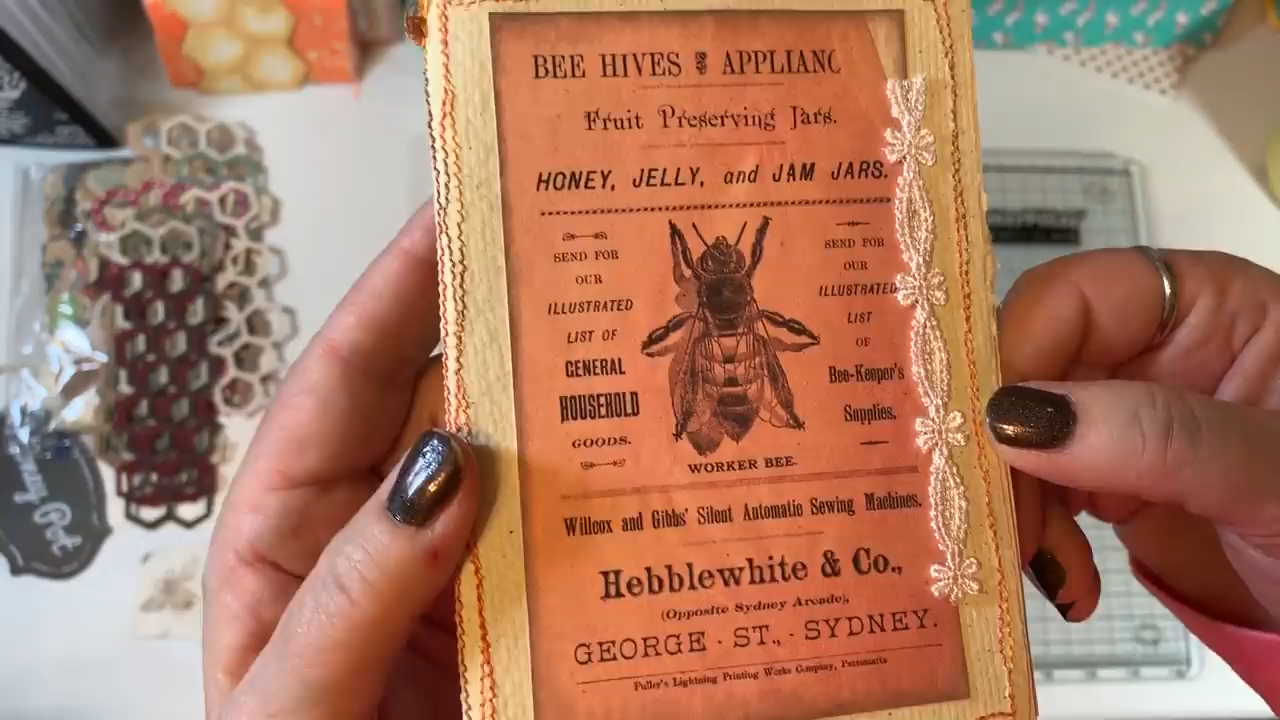 BEE HIVES & APPLIANC
Fruit Preserving Jars.
HONEY, JELLY, and JAM JARS.
SEND FOR
OUR
ILLUSTRATED
LIST OF
GENERAL
HOUSEHOLD
GOODS.
SEND FOR
OUR
ILLUSTRATED
LIST
OF
Bee-Keeper's
Supplies.
WORKER BEE.
Willcox and Gibbs' Silent Automatic Sewing Machines.
Hebblewhite & Co.,
(Opposite Sydney Arcade),
GEORGE · ST., · SYDNEY.
Fuller's Lightning Printing Works Company, Parramatta
Pot